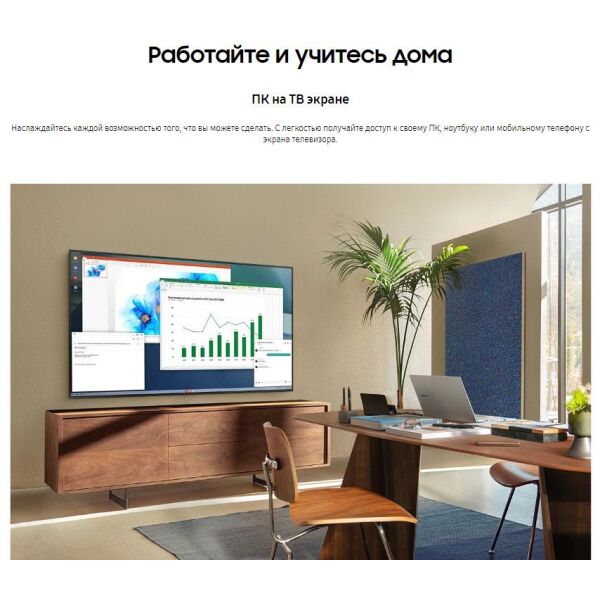 Работайте и учитесь дома
ПК на ТВ экране
Наслаждайтесь каждой возможностью того, что вы можете сделать. С легкостью получайте доступ к своему ПК, ноутбуку или мобильному телефону с
экрана телевизора.